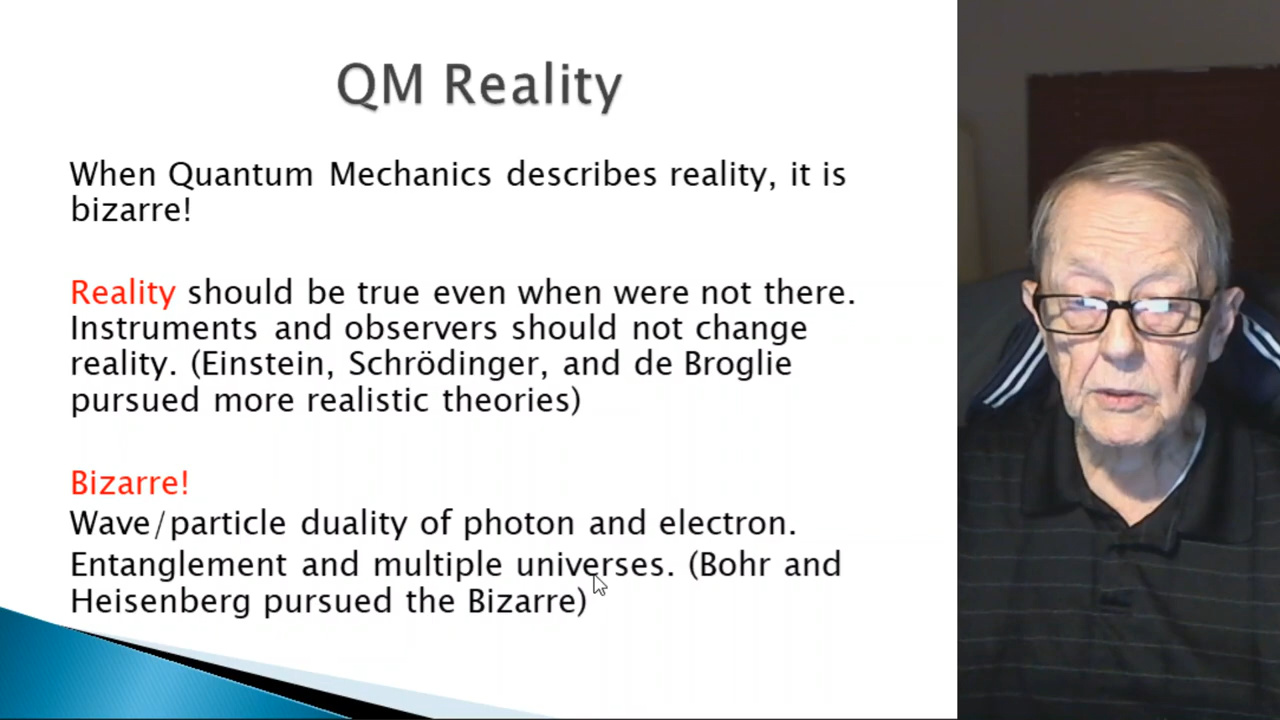 QM Reality
When Quantum Mechanics describes reality, it is
bizarre!
Reality should be true even when were not there.
Instruments and observers should not change
reality. (Einstein, Schrödinger, and de Broglie
pursued more realistic theories)
Bizarre!
Wave/particle duality of photon and electron.
Entanglement and multiple universes. (Bohr and
Heisenberg pursued the Bizarre)